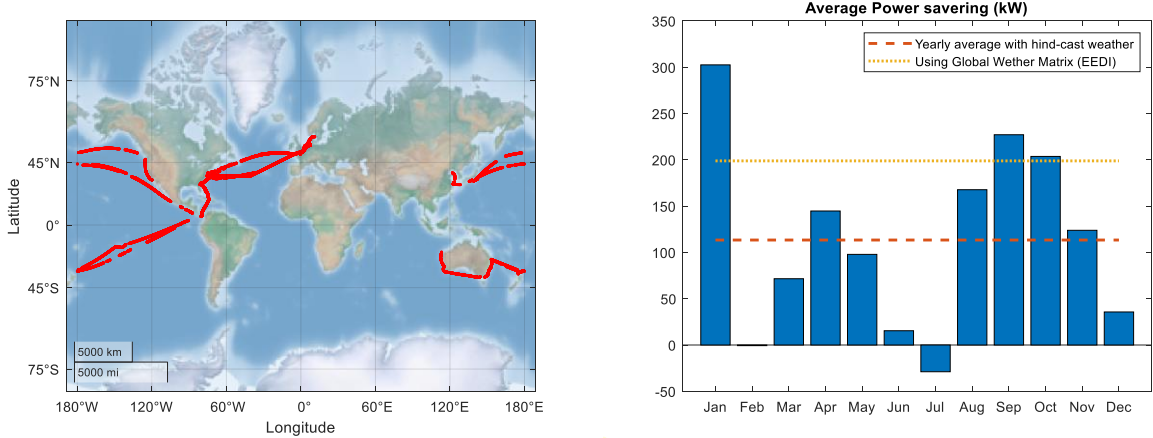 75°N
45°N
0°
45°S
75°S
Latitude
5000 km
5000 mi
180°W 120°W 60°W 0° 60°E 120°E 180°E
Longitude
Average Power savering (kW)
350
300
250
200
150
100
50
0
-50
Yearly average with hind-cast weather
Using Global Wether Matrix (EEDI)
Jan Feb Mar Apr May Jun Jul Aug Sep Oct Nov Dec